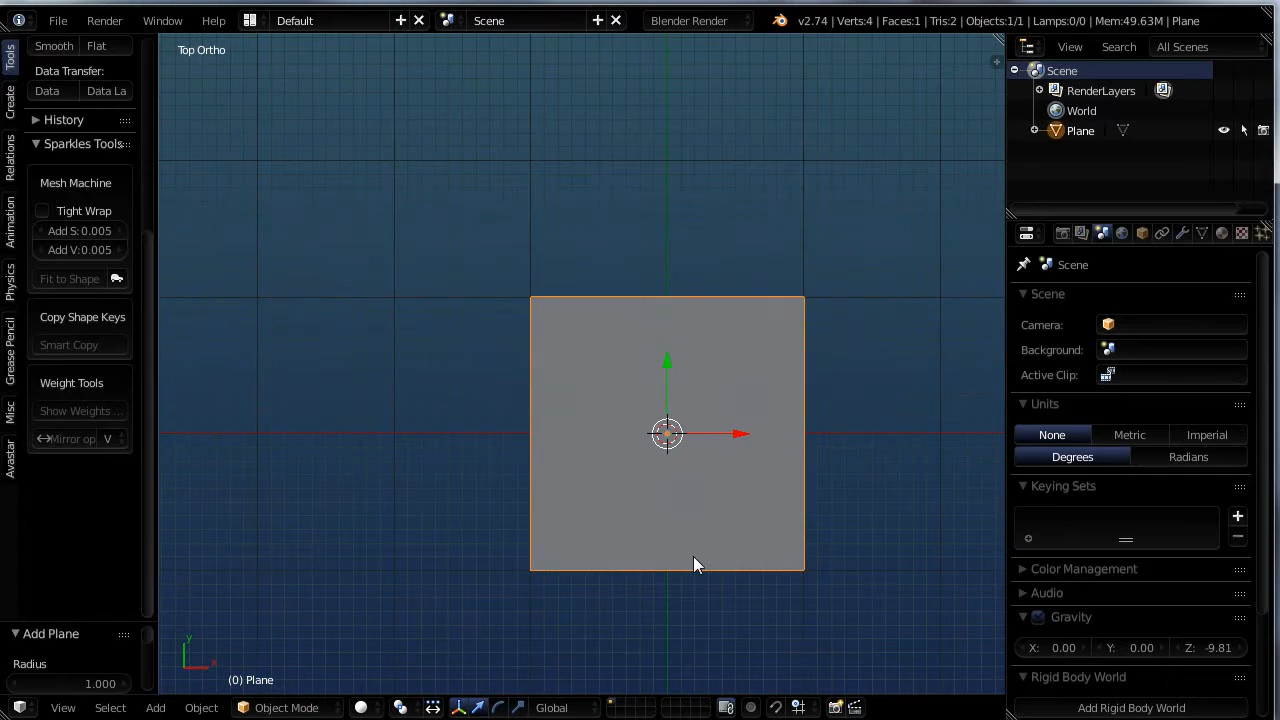 File Render Window Help Default Scene Blender Render v2.74 | Verts:4 | Faces:1 | Tris:2 | Objects:1/1 | Lamps:0/0 | Mem:49.63M | Plane
Tools
Create
Relations
Animation
Physics
Grease Pencil
Misc
Avastar
Smooth Flat
Data Transfer:
Data Data La
History
Sparkles Tools
Mesh Machine
Tight Wrap
Add S: 0.005
Add V: 0.005
Fit to Shape
Copy Shape Keys
Smart Copy
Weight Tools
Show Weights ...
Mirror op V
Add Plane
Radius
1.000
Top Ortho
y
x
(0) Plane
View Select Add Object Object Mode Global
View Search All Scenes
Scene
RenderLayers
World
Plane
Scene
Scene
Camera:
Background:
Active Clip:
Units
None Metric Imperial
Degrees Radians
Keying Sets
Color Management
Audio
Gravity
X: 0.00 Y: 0.00 Z: -9.81
Rigid Body World
Add Rigid Body World